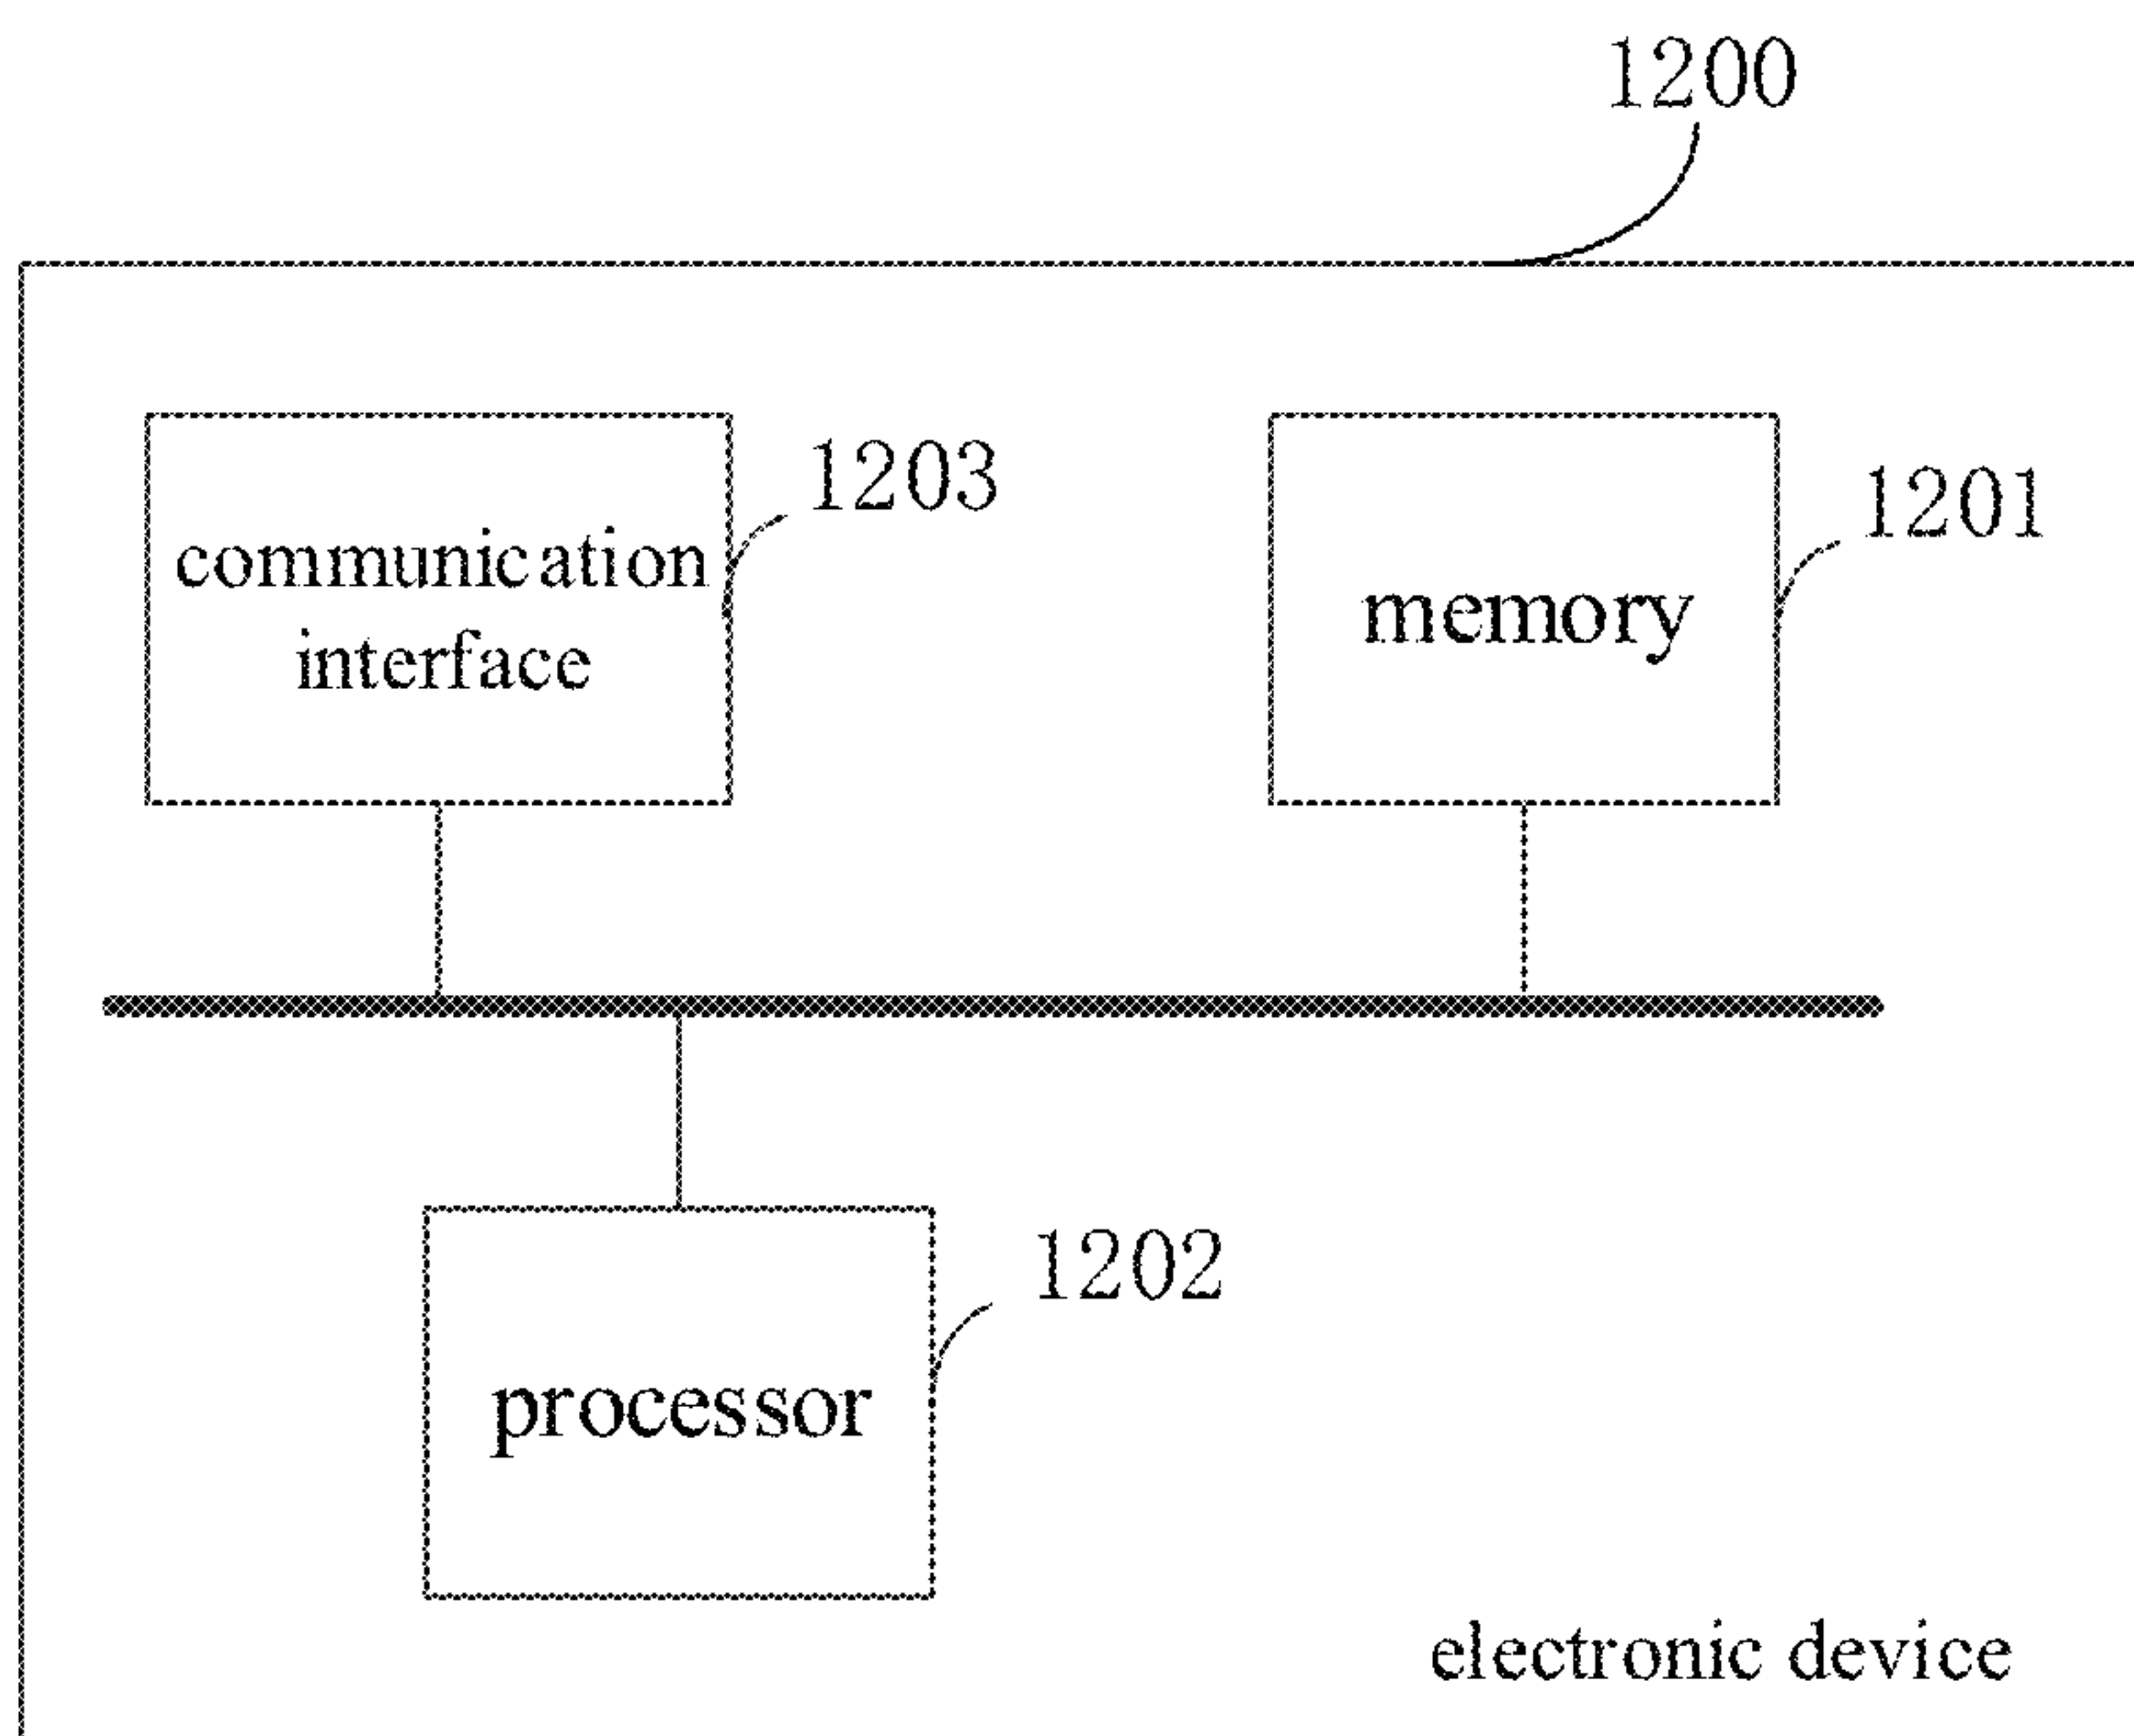 1200
1203
1201
communication
interface
memory
1202
processor
electronic device